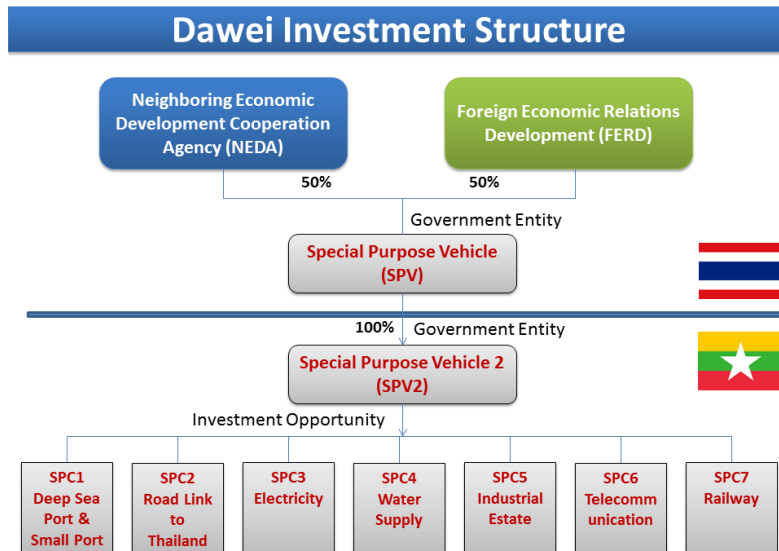 Dawei Investment Structure
Neighboring Economic
Development Cooperation
Agency (NEDA)
Foreign Economic Relations
Development (FERD)
50%
50%
Government Entity
Special Purpose Vehicle
(SPV)
100%
Government Entity
Special Purpose Vehicle 2
(SPV2)
Investment Opportunity
SPC1
Deep Sea
Port &
Small Port
SPC2
Road Link
to
Thailand
SPC3
Electricity
SPC4
Water
Supply
SPC5
Industrial
Estate
SPC6
Telecomm
unication
SPC7
Railway